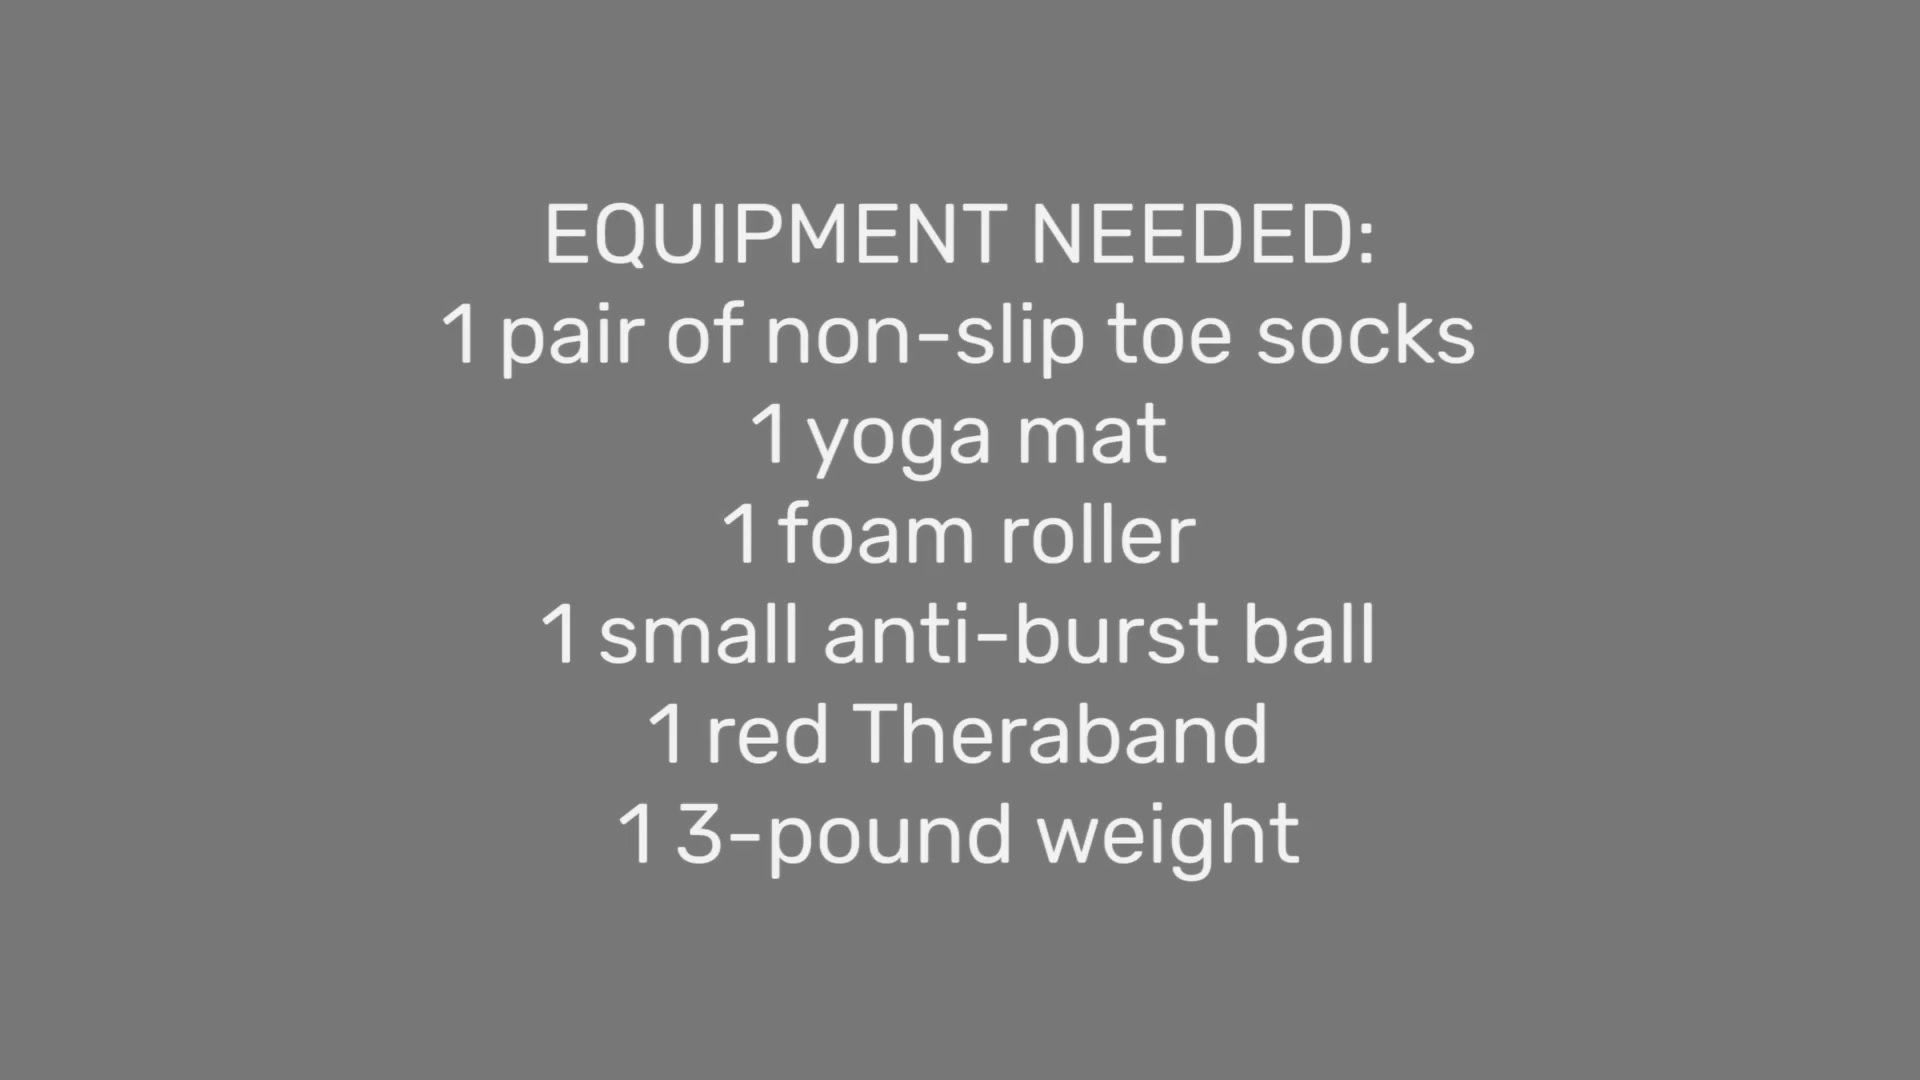 EQUIPMENT NEEDED:
1 pair of non-slip toe socks
1 yoga mat
1 foam roller
1 small anti-burst ball
1 red Theraband
1 3-pound weight